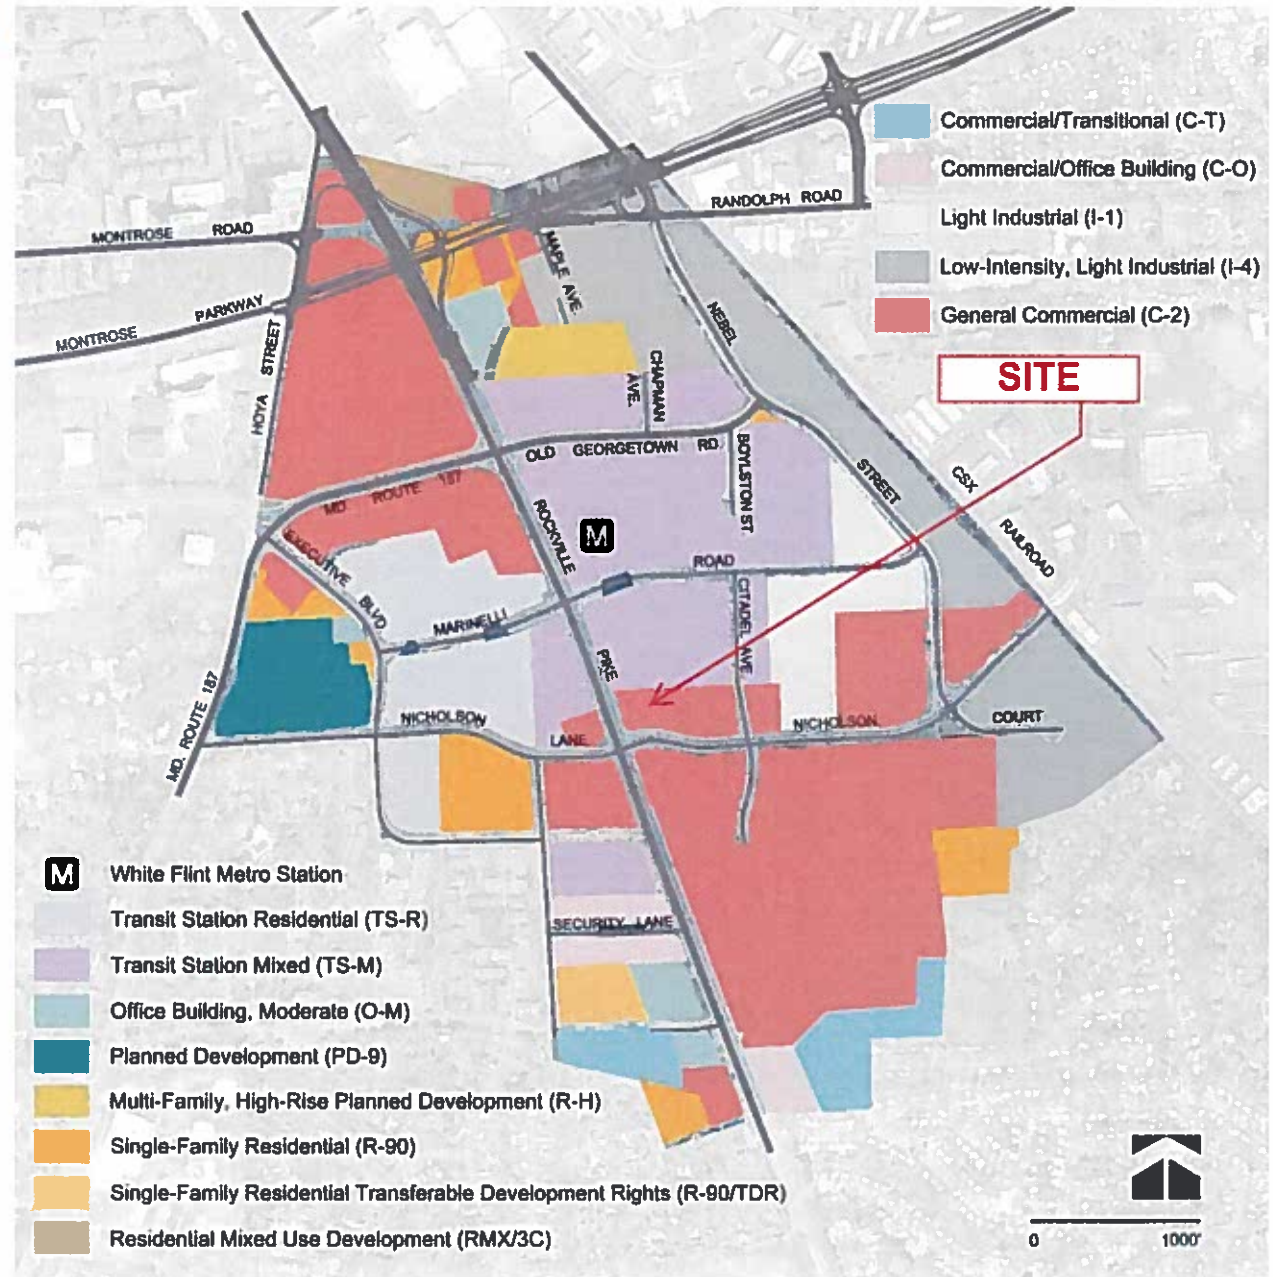 Commercial/Transitional (C-T)
Commercial/Office Building (C-O)
Light Industrial (I-1)
Low-Intensity, Light Industrial (I-4)
General Commercial (C-2)
SITE
RANDOLPH ROAD
MONTROSE ROAD
MONTROSE PARKWAY
HOYA STREET
MAPLE AVE.
NEBEL STREET
CHAPMAN AVE.
OLD GEORGETOWN RD
BOYLSTON ST.
CSX RAILROAD
MD ROUTE 187
ROCKVILLE PIKE
M
EXECUTIVE BLVD
MARINELLI ROAD
CITADEL AVE
MD. ROUTE 187
NICHOLSON LANE
NICHOLSON COURT
SECURITY LANE
M White Flint Metro Station
Transit Station Residential (TS-R)
Transit Station Mixed (TS-M)
Office Building, Moderate (O-M)
Planned Development (PD-9)
Multi-Family, High-Rise Planned Development (R-H)
Single-Family Residential (R-90)
Single-Family Residential Transferable Development Rights (R-90/TDR)
Residential Mixed Use Development (RMX/3C)
0 1000'